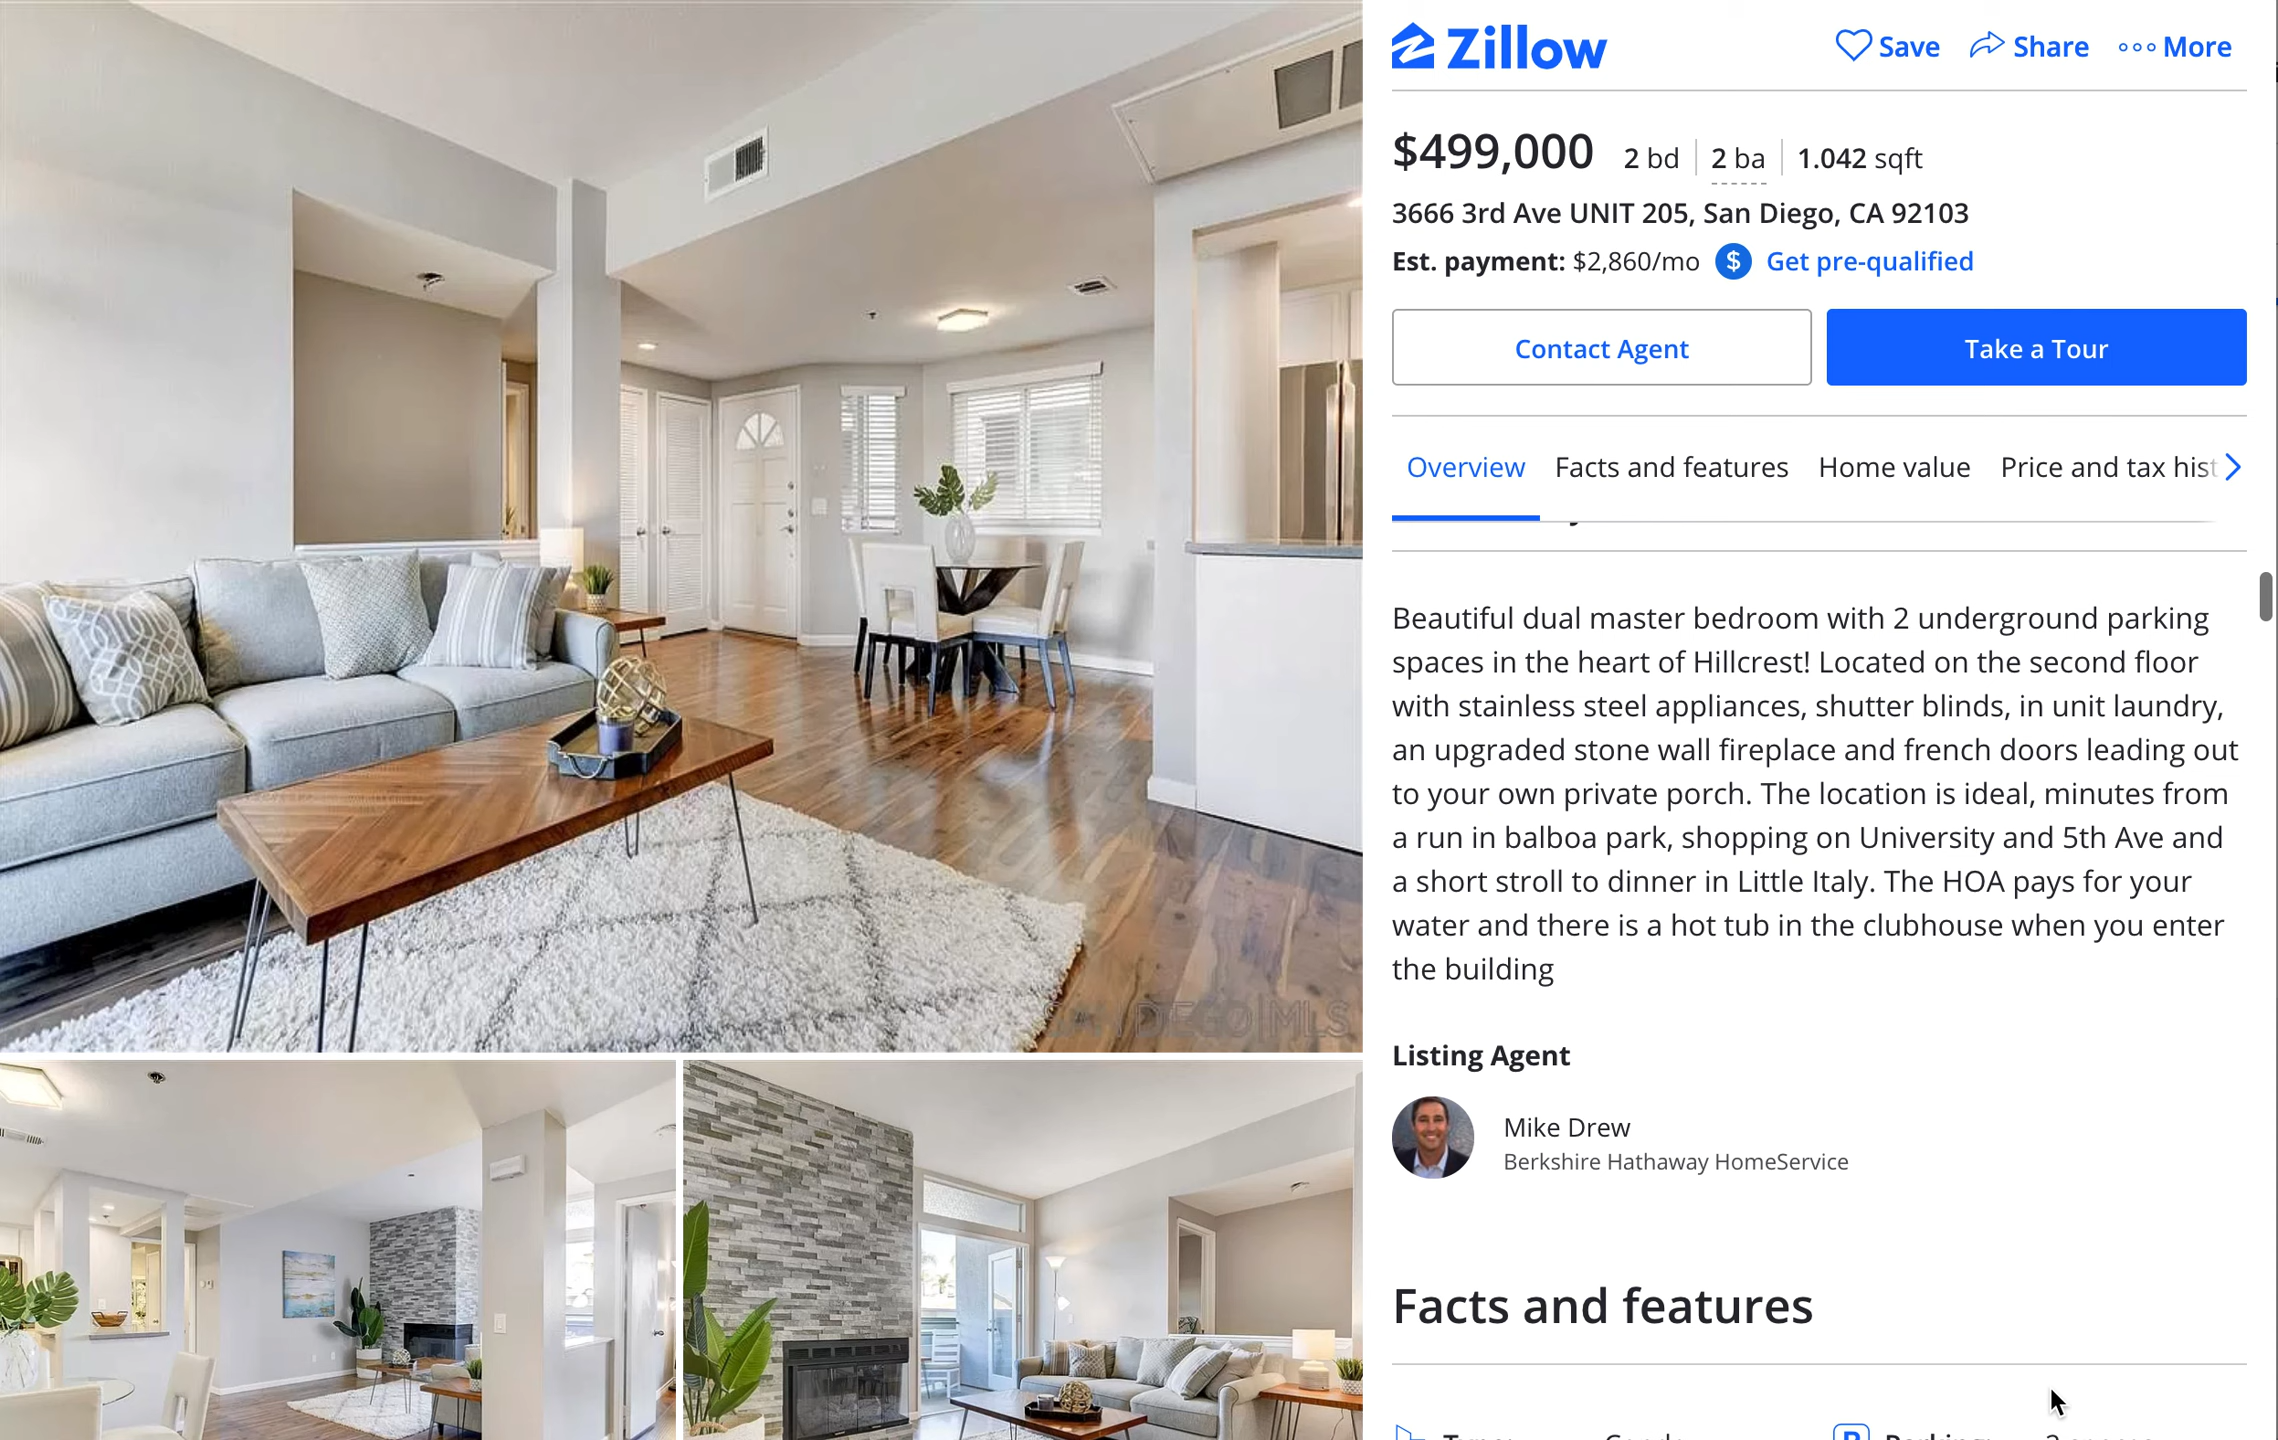 Zillow
Save
Share
More
$499,000 2 bd 2 ba 1.042 sqft
3666 3rd Ave UNIT 205, San Diego, CA 92103
Est. payment: $2,860/mo $ Get pre-qualified
Contact Agent
Take a Tour
Overview
Facts and features
Home value
Price and tax hist
Beautiful dual master bedroom with 2 underground parking
spaces in the heart of Hillcrest! Located on the second floor
with stainless steel appliances, shutter blinds, in unit laundry,
an upgraded stone wall fireplace and french doors leading out
to your own private porch. The location is ideal, minutes from
a run in balboa park, shopping on University and 5th Ave and
a short stroll to dinner in Little Italy. The HOA pays for your
water and there is a hot tub in the clubhouse when you enter
the building
Listing Agent
Mike Drew
Berkshire Hathaway HomeService
Facts and features